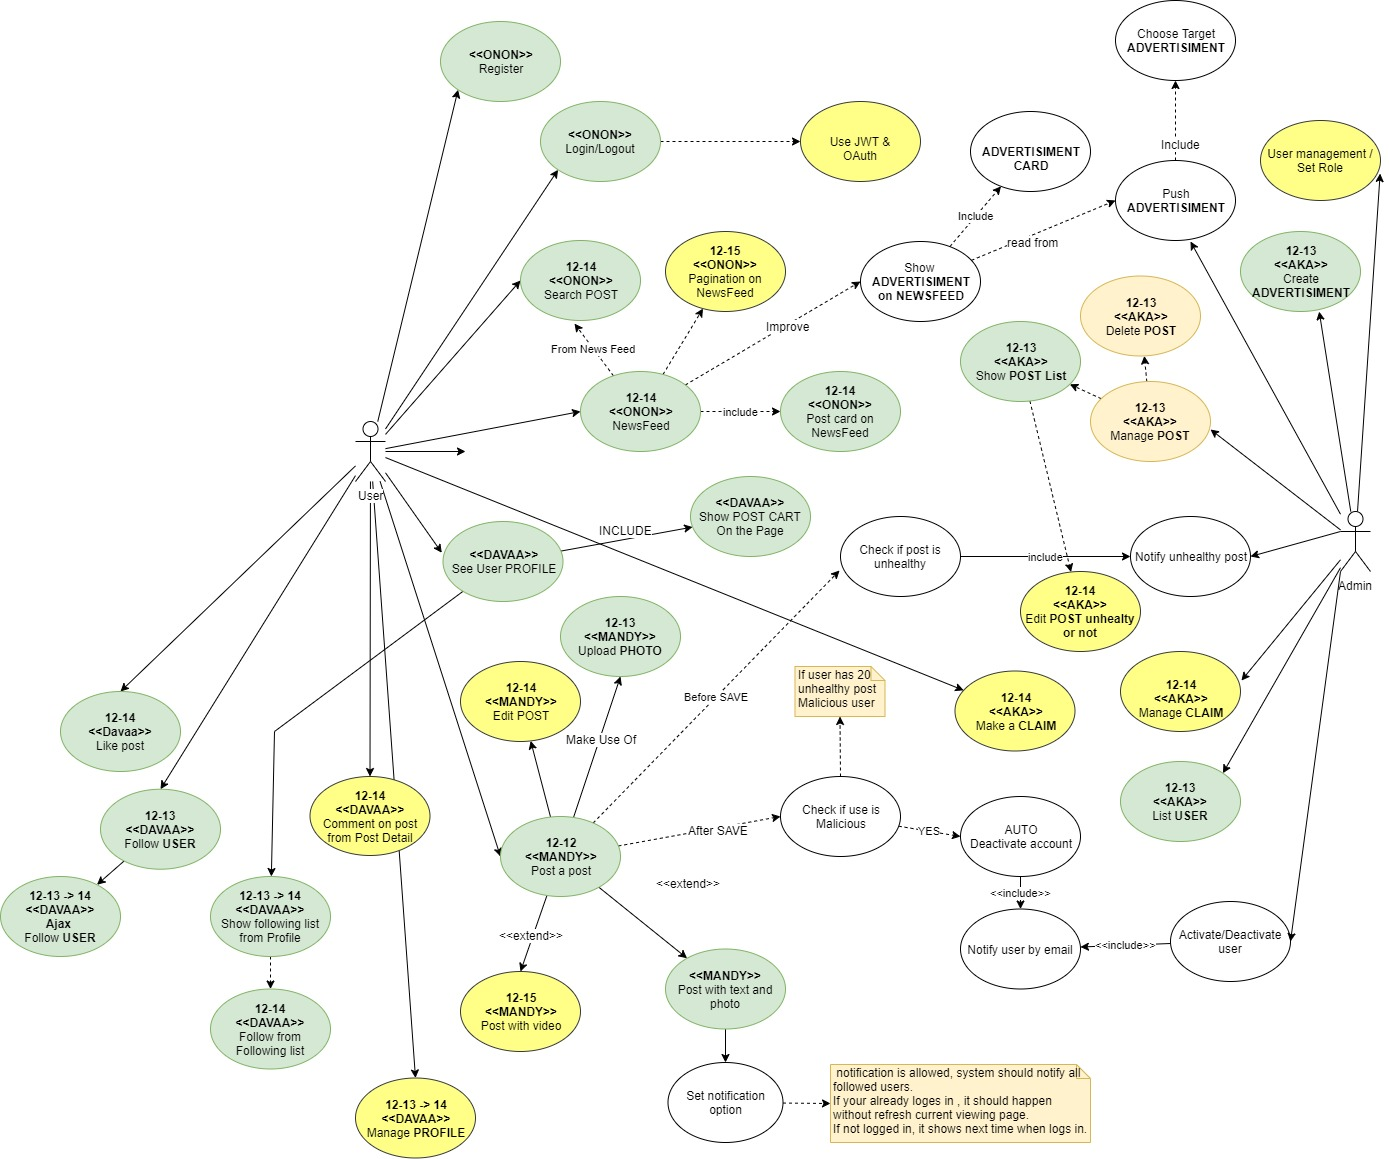 <<ONON>>
Register
Choose Target
ADVERTISIMENT
<<ONON>>
Login/Logout
Use JWT &
OAuth
ADVERTISIMENT
CARD
Include
User management /
Set Role
Push
ADVERTISIMENT
Include
read from
12-14
<<ONON>>
Search POST
12-15
<<ONON>>
Pagination on
NewsFeed
Show
ADVERTISIMENT
on NEWSFEED
12-13
<<AKA>>
Create
ADVERTISIMENT
12-13
<<AKA>>
Delete POST
Improve
From News Feed
12-13
<<AKA>>
Show POST List
12-14
<<ONON>>
NewsFeed
include
12-14
<<ONON>>
Post card on
NewsFeed
12-13
<<AKA>>
Manage POST
User
<<DAVAA>>
Show POST CART
On the Page
INCLUDE
<<DAVAA>>
See User PROFILE
Check if post is
unhealthy
include
Notify unhealthy post
Admin
12-14
<<AKA>>
Edit POST unhealty
or not
12-13
<<MANDY>>
Upload PHOTO
12-14
<<MANDY>>
Edit POST
Before SAVE
If user has 20
unhealthy post
Malicious user
12-14
<<AKA>>
Make a CLAIM
12-14
<<AKA>>
Manage CLAIM
12-14
<<Davaa>>
Like post
Make Use Of
12-13
<<DAVAA>>
Follow USER
12-14
<<DAVAA>>
Comment on post
from Post Detail
After SAVE
Check if use is
Malicious
YES
AUTO
Deactivate account
12-13
<<AKA>>
List USER
12-12
<<MANDY>>
Post a post
<<extend>>
<<include>>
12-13 -> 14
<<DAVAA>>
Ajax
Follow USER
12-13 -> 14
<<DAVAA>>
Show following list
from Profile
<<extend>>
Notify user by email
<<include>>
Activate/Deactivate
user
12-14
<<DAVAA>>
Follow from
Following list
12-15
<<MANDY>>
Post with video
<<MANDY>>
Post with text and
photo
12-13 -> 14
<<DAVAA>>
Manage PROFILE
Set notification
option
notification is allowed, system should notify all
followed users.
If your already loges in , it should happen
without refresh current viewing page.
If not logged in, it shows next time when logs in.